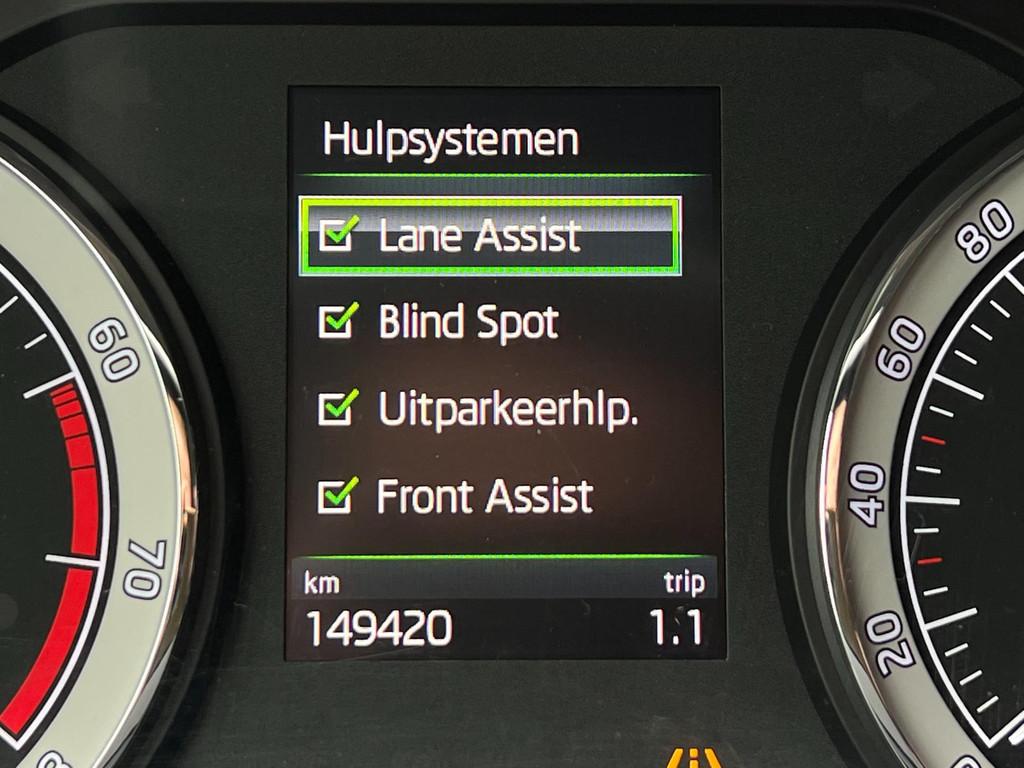 Hulpsystemen
Lane Assist
Blind Spot
Uitparkeerhlp.
Front Assist
km trip
149420 1.1
60
70
80
60
40
20